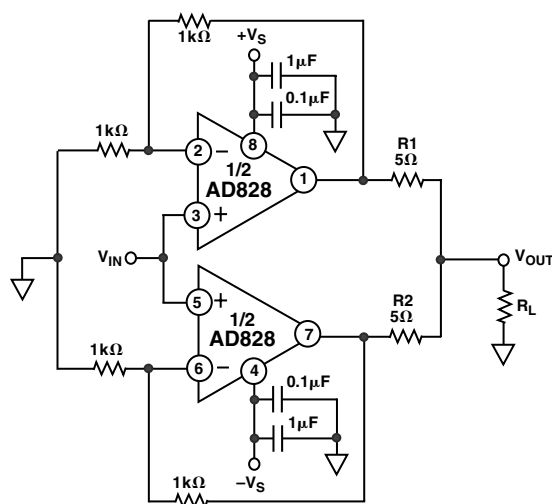 1kΩ
+VS
1µF
0.1µF
1kΩ
2
−
8
1/2
AD828
1
3
+
R1
5Ω
VIN
VOUT
RL
5
+
1/2
AD828
7
R2
5Ω
1kΩ
6
−
4
0.1µF
1µF
−VS
1kΩ